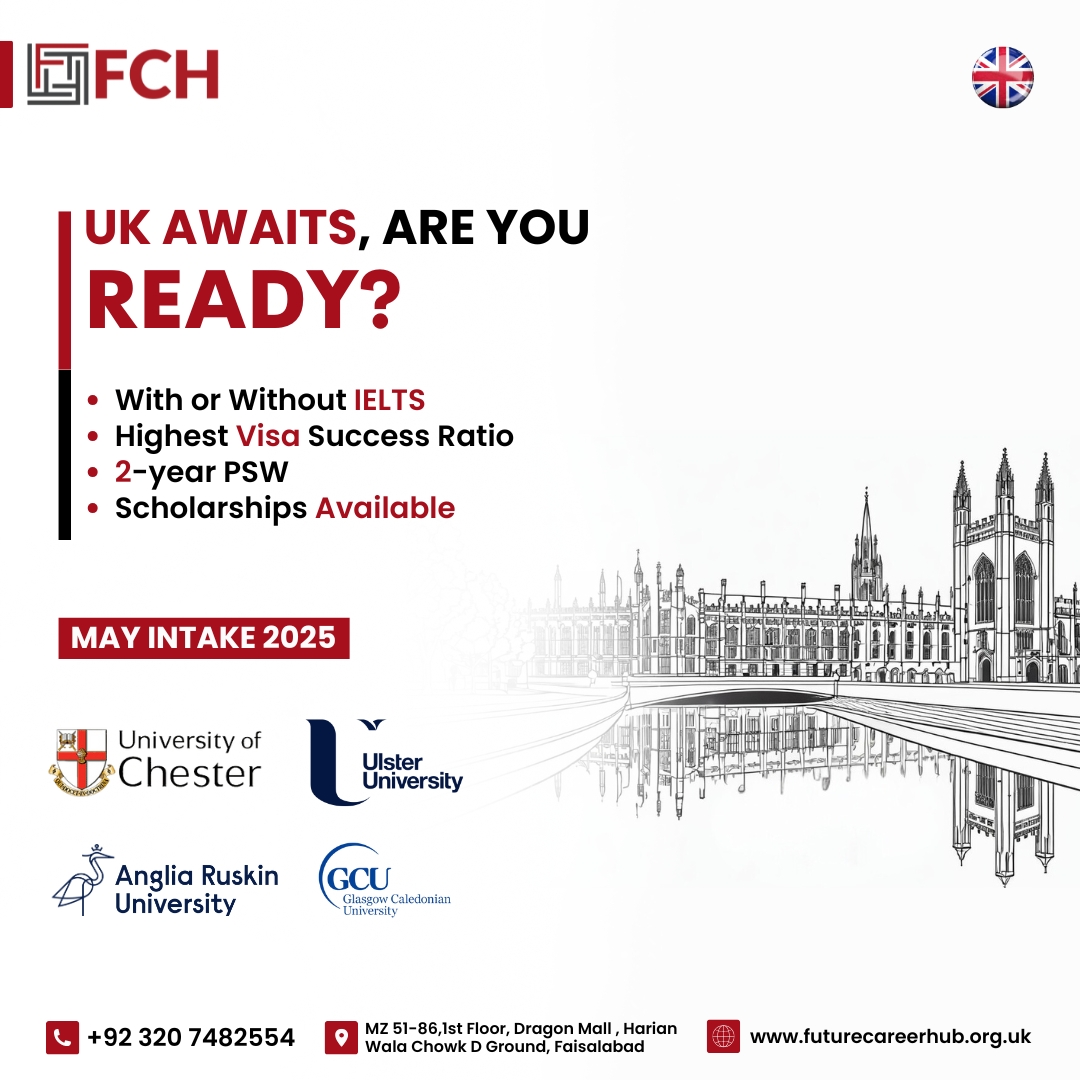 FCH
UK AWAITS, ARE YOU
READY?
With or Without IELTS
Highest Visa Success Ratio
2-year PSW
Scholarships Available
MAY INTAKE 2025
University of
Chester
Ulster
University
Anglia Ruskin
University
GCU
Glasgow Caledonian
University
+92 320 7482554
MZ 51-86,1st Floor, Dragon Mall , Harian
Wala Chowk D Ground, Faisalabad
www.futurecareerhub.org.uk